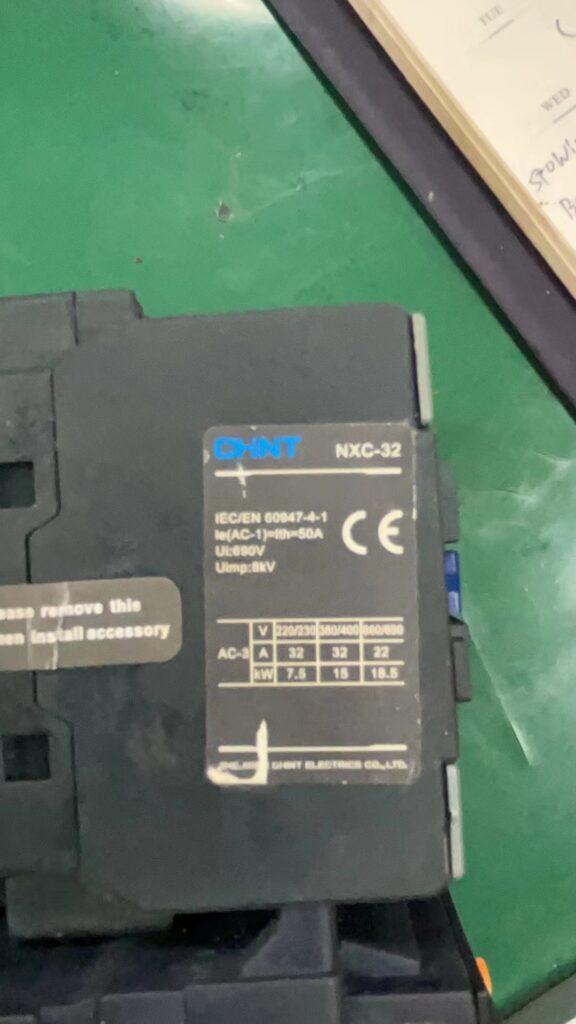 TUE
WED
CHNT NXC-32
IEC/EN 60947-4-1
Ie(AC-1)=Ith=50A
Ui:690V
Uimp:8kV
CE
ease remove this
en install accessory
AC-3 V 220/230 380/400 660/690
A 32 32 22
kW 7.5 15 18.5
CHINT ELECTRICS CO.,LTD.